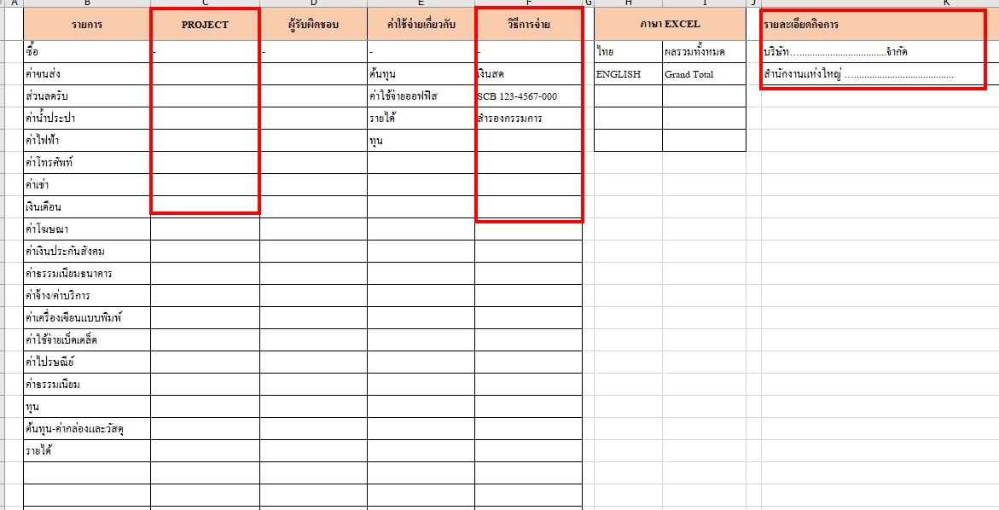 A B C D E F G H I J K
รายการ PROJECT ผู้รับผิดชอบ ค่าใช้จ่ายเกี่ยวกับ วิธีการจ่าย ภาษา EXCEL รายละเอียดกิจการ
ซื้อ - - - - ไทย ผลรวมทั้งหมด บริษัท.....................................จำกัด
ค่าขนส่ง ต้นทุน เงินสด ENGLISH Grand Total สำนักงานแห่งใหญ่ ............................................
ส่วนลดรับ ค่าใช้จ่ายออฟฟิส SCB 123-4567-000
ค่าน้ำประปา รายได้ สำรองกรรมการ
ค่าไฟฟ้า ทุน
ค่าโทรศัพท์
ค่าเช่า
เงินเดือน
ค่าโฆษณา
ค่าเงินประกันสังคม
ค่าธรรมเนียมธนาคาร
ค่าจ้าง/ค่าบริการ
ค่าเครื่องเขียนแบบพิมพ์
ค่าใช้จ่ายเบ็ดเตล็ด
ค่าไปรษณีย์
ค่าธรรมเนียม
ทุน
ต้นทุน-ค่ากล่องและวัสดุ
รายได้